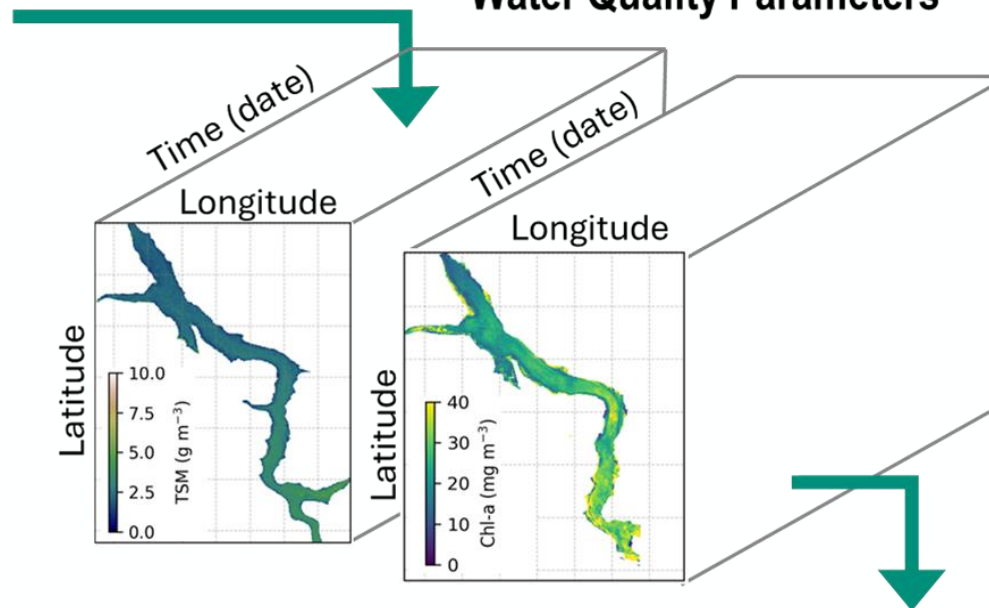 Water Quality Parameters
Time (date)
Longitude
Latitude
10.0
7.5
5.0
2.5
0.0
TSM (g m⁻³)
Time (date)
Longitude
Latitude
40
30
20
10
0
Chl-a (mg m⁻³)